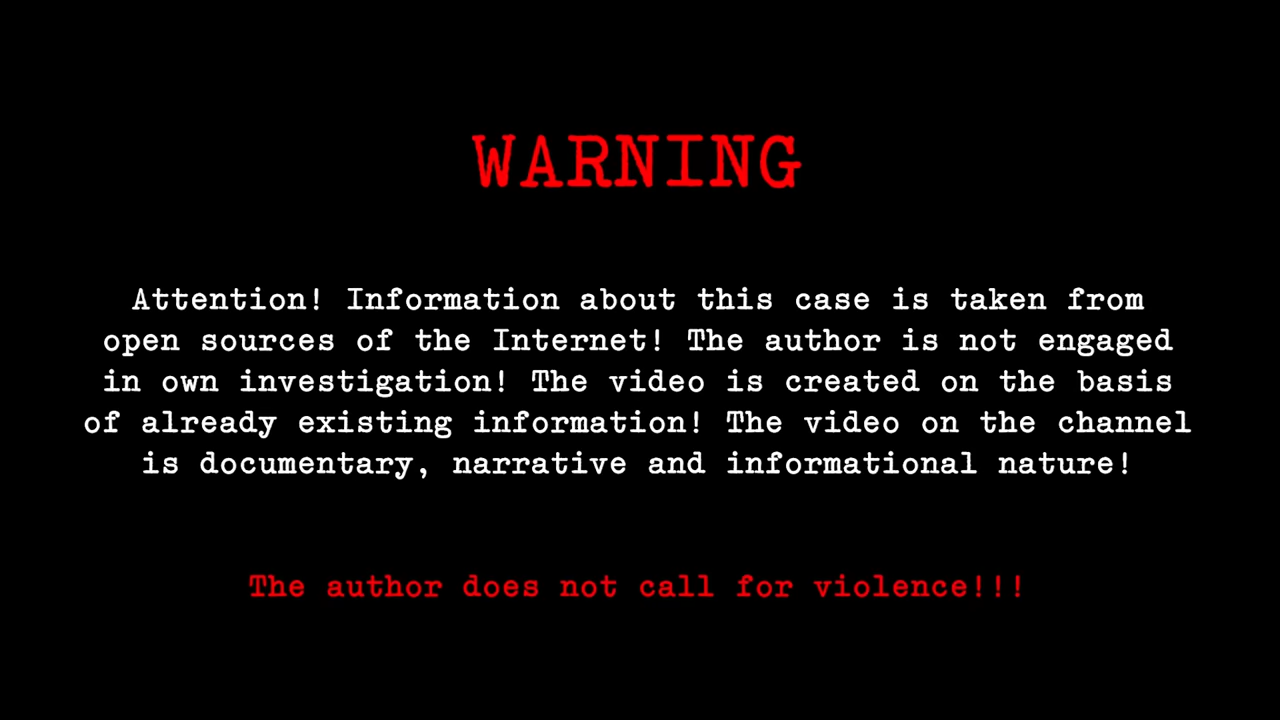 WARNING
Attention! Information about this case is taken from
open sources of the Internet! The author is not engaged
in own investigation! The video is created on the basis
of already existing information! The video on the channel
is documentary, narrative and informational nature!
The author does not call for violence!!!